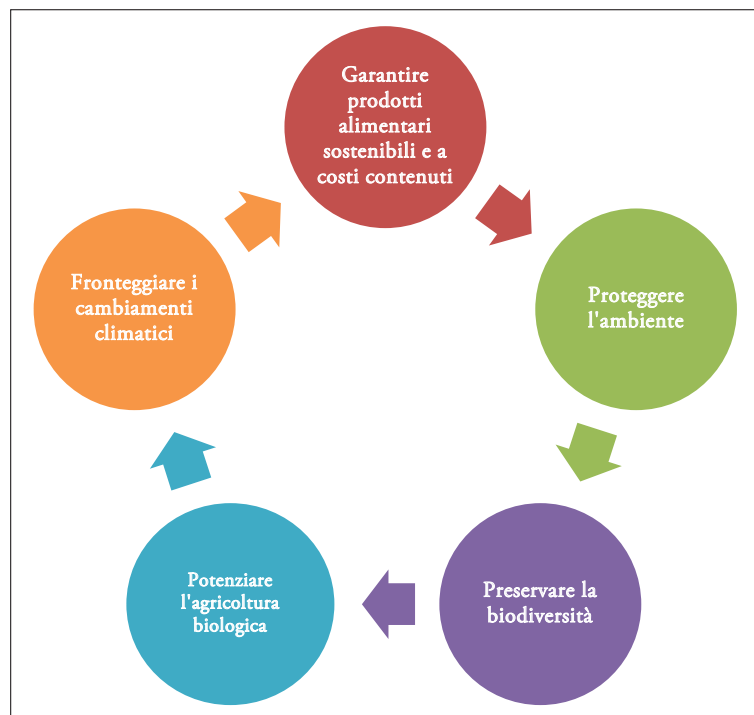 Garantire
prodotti
alimentari
sostenibili e a
costi contenuti
Proteggere
l'ambiente
Preservare la
biodiversità
Potenziare
l'agricoltura
biologica
Fronteggiare i
cambiamenti
climatici